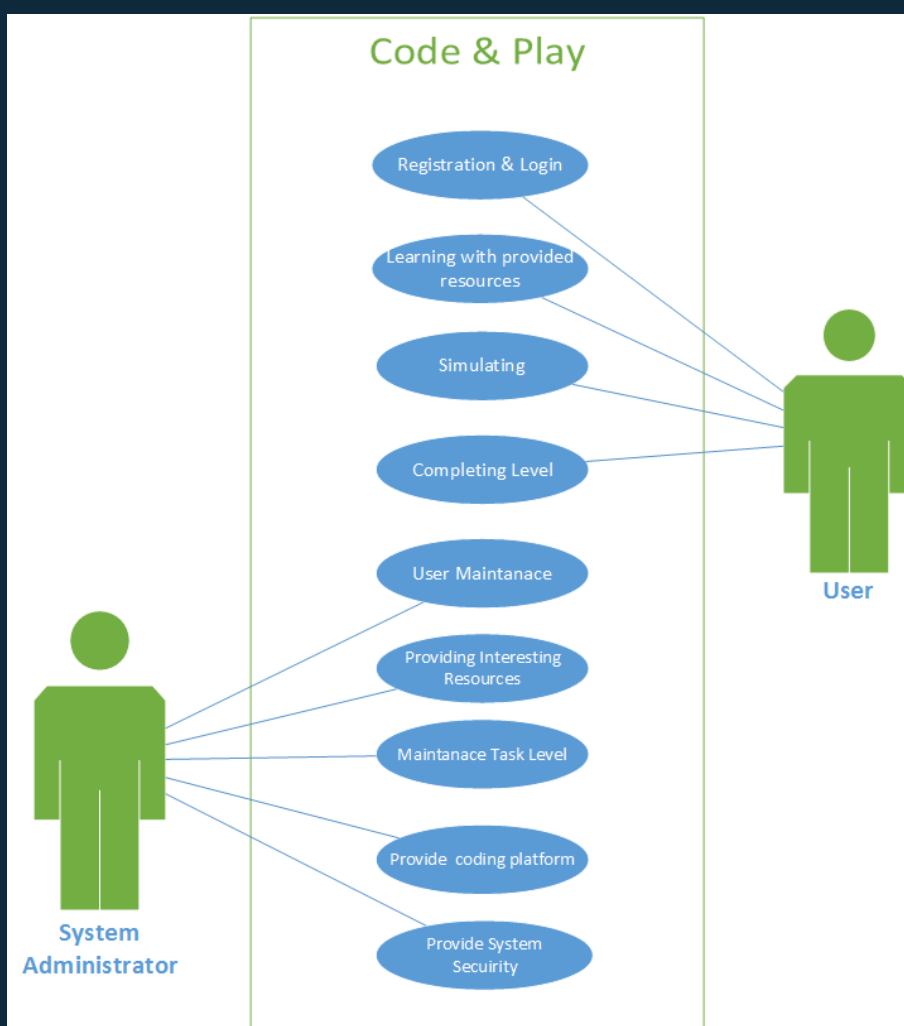 Code & Play
Registration & Login
Learning with provided
resources
Simulating
Completing Level
User Maintanace
User
Providing Interesting
Resources
Maintanace Task Level
Provide coding platform
System
Administrator
Provide System
Secuirity